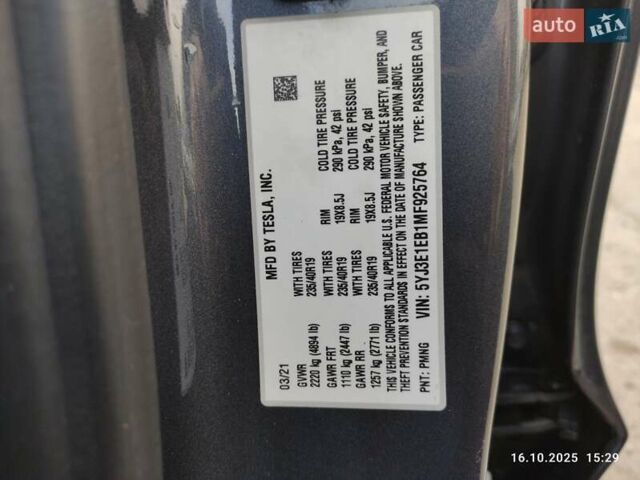 MFD BY TESLA, INC.
03/21
GVWR
2220 kg (4894 lb)
WITH TIRES
235/40R19
RIM
19X8.5J
COLD TIRE PRESSURE
290 kPa, 42 psi
GAWR FRT
1110 kg (2447 lb)
WITH TIRES
235/40R19
RIM
19X8.5J
COLD TIRE PRESSURE
290 kPa, 42 psi
GAWR RR
1257 kg (2771 lb)
WITH TIRES
235/40R19
RIM
19X8.5J
COLD TIRE PRESSURE
290 kPa, 42 psi
THIS VEHICLE CONFORMS TO ALL APPLICABLE U.S. FEDERAL MOTOR VEHICLE SAFETY, BUMPER, AND
THEFT PREVENTION STANDARDS IN EFFECT ON THE DATE OF MANUFACTURE SHOWN ABOVE.
VIN: 5YJ3E1EB1MF925764
PNT: PMNG
TYPE: PASSENGER CAR
auto RIA .com
16.10.2025 15:29